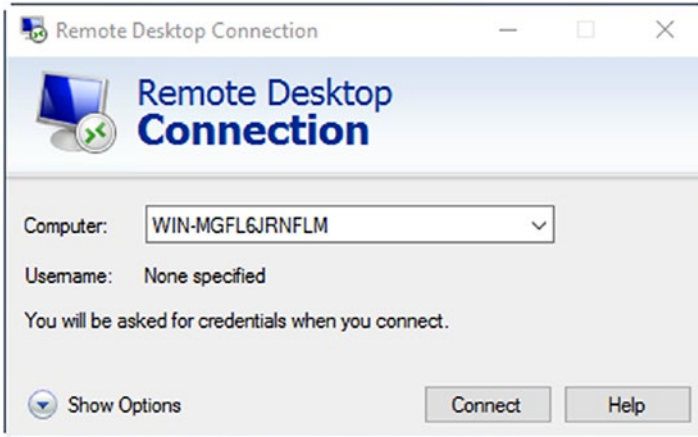 Remote Desktop Connection
Remote Desktop
Connection
Computer: WIN-MGFL6JRNFLM
Username: None specified
You will be asked for credentials when you connect.
Show Options Connect Help